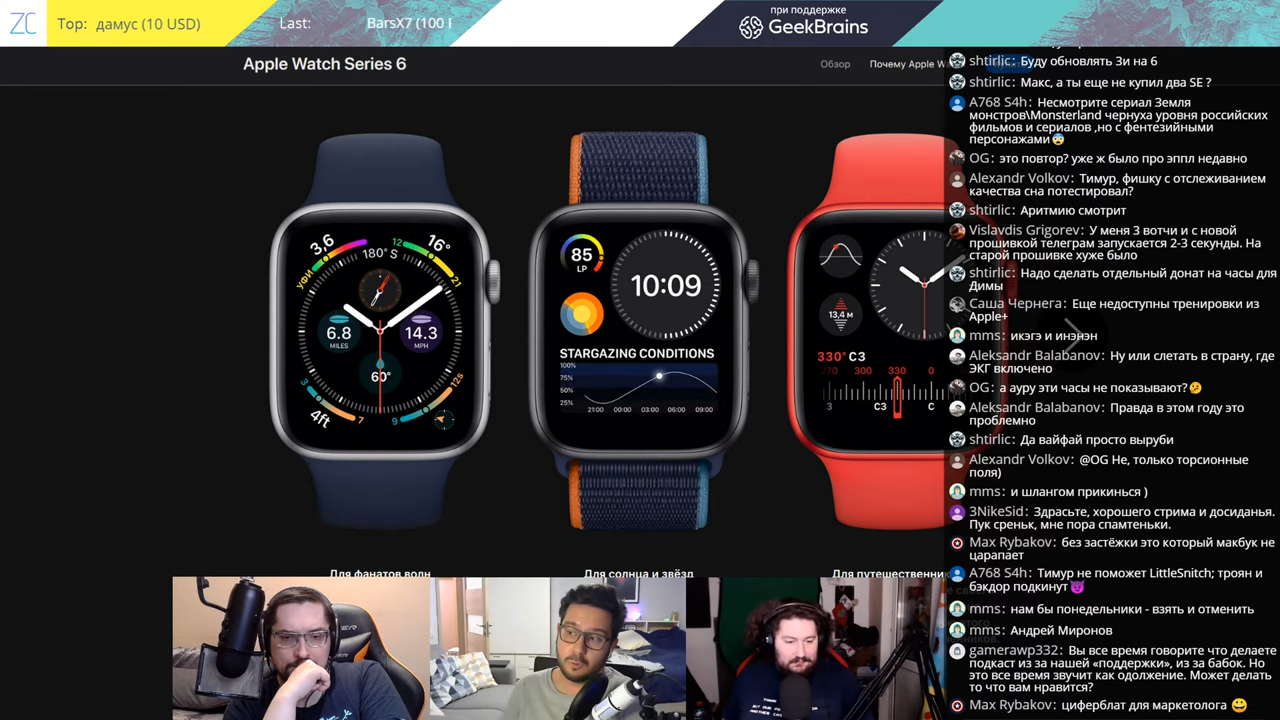 ZC
Top: дамус (10 USD)
Last:
BarsX7 (100
при поддержке
GeekBrains
Apple Watch Series 6
Обзор
Почему Apple
3,6
УФИ
12
16°
21
180° S
6.8
MILES
14.3
MPH
60°
3
4ft
7
12s
9
85
LP
10:09
STARGAZING CONDITIONS
100%
75%
50%
25%
21:00 00:00 03:00 06:00 09:00
13,4 м
330° СЗ
270 300 330 0
З СЗ С
Для фанатов волн
Для солнца и звёзд
Для путешественни
shtirlic: Буду обновлять 3и на 6
shtirlic: Макс, а ты еще не купил два SE ?
A768 S4h: Несмотрите сериал Земля
монстров\Monsterland чернуха уровня российских
фильмов и сериалов ,но с фентезийными
персонажами😨
OG: это повтор? уже ж было про эппл недавно
Alexandr Volkov: Тимур, фишку с отслеживанием
качества сна потестировал?
shtirlic: Аритмию смотрит
Vislavdis Grigorev: У меня 3 вотчи и с новой
прошивкой телеграм запускается 2-3 секунды. На
старой прошивке хуже было
shtirlic: Надо сделать отдельный донат на часы для
Димы
Саша Чернега: Еще недоступны тренировки из
Apple+
mms: икэгэ и инэнэн
Aleksandr Balabanov: Ну или слетать в страну, где
ЭКГ включено
OG: а ауру эти часы не показывают?🤔
Aleksandr Balabanov: Правда в этом году это
проблемно
shtirlic: Да вайфай просто выруби
Alexandr Volkov: @OG Не, только торсионные
поля)
mms: и шлангом прикинься )
3NikeSid: Здрасьте, хорошего стрима и досиданья.
Пук среньк, мне пора спамтеньки.
Max Rybakov: без застёжки это который макбук не
царапает
A768 S4h: Тимур не поможет LittleSnitch; троян и
бэкдор подкинут😈
mms: нам бы понедельники - взять и отменить
mms: Андрей Миронов
gamerawp332: Вы все время говорите что делаете
подкаст из за нашей «поддержки», из за бабок. Но
это все время звучит как одолжение. Может делать
то что вам нравится?
Max Rybakov: циферблат для маркетолога 😀